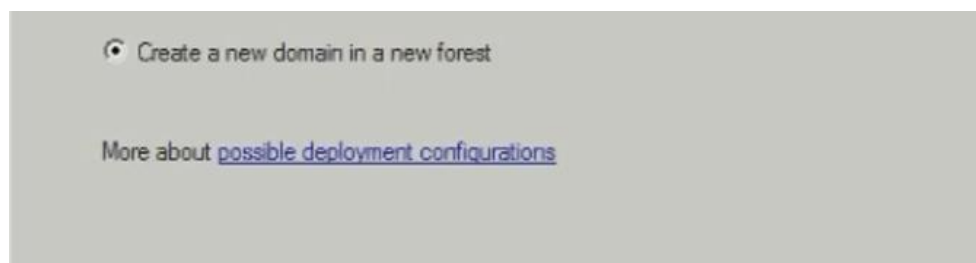 Create a new domain in a new forest
More about possible deployment configurations